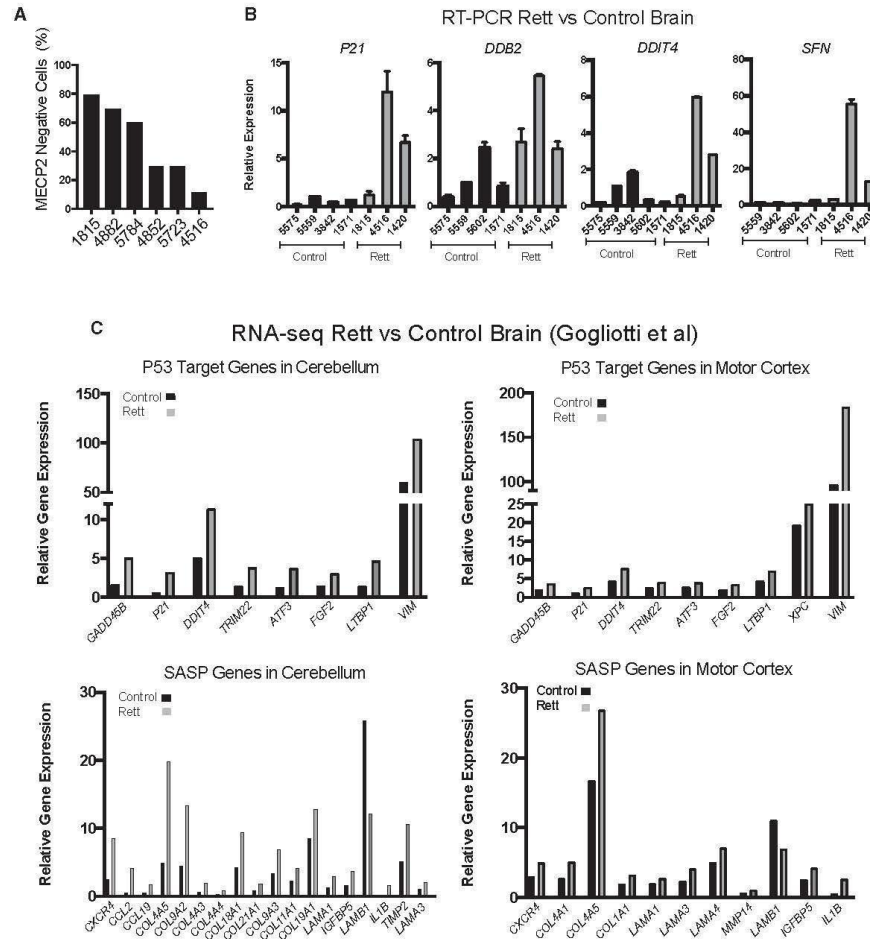 A
MECP2 Negative Cells (%)
100
80
60
40
20
0
1815
4882
5784
4852
5723
4516
B
RT-PCR Rett vs Control Brain
Relative Expression
P21
15
10
5
0
5575
5559
3842
1571
1815
4516
1420
Control
Rett
DDB2
6
4
2
0
5575
5559
5602
1571
1815
4516
1420
Control
Rett
DDIT4
8
6
4
2
0
5575
5559
3842
5602
1571
1815
4516
1420
Control
Rett
SFN
80
60
40
20
0
5559
3842
5602
1571
1815
4516
1420
Control
Rett
C
RNA-seq Rett vs Control Brain (Gogliotti et al)
P53 Target Genes in Cerebellum
Control
Rett
Relative Gene Expression
150
100
50
10
5
0
GADD45B
P21
DDIT4
TRIM22
ATF3
FGF2
LTBP1
VIM
P53 Target Genes in Motor Cortex
Control
Rett
Relative Gene Expression
200
150
100
25
20
15
10
5
0
GADD45B
P21
DDIT4
TRIM22
ATF3
FGF2
LTBP1
XPC
VIM
SASP Genes in Cerebellum
Control
Rett
Relative Gene Expression
30
20
10
0
CXCR4
CCL2
CCL19
COL4A5
COL9A2
COL4A3
COL4A4
COL18A1
COL21A1
COL9A3
COL11A1
COL19A1
LAMA1
IGFBP5
LAMB1
IL1B
TIMP2
LAMA3
SASP Genes in Motor Cortex
Control
Rett
Relative Gene Expression
30
20
10
0
CXCR4
COL4A1
COL4A5
COL1A1
LAMA1
LAMA3
LAMA4
MMP14
LAMB1
IGFBP5
IL1B